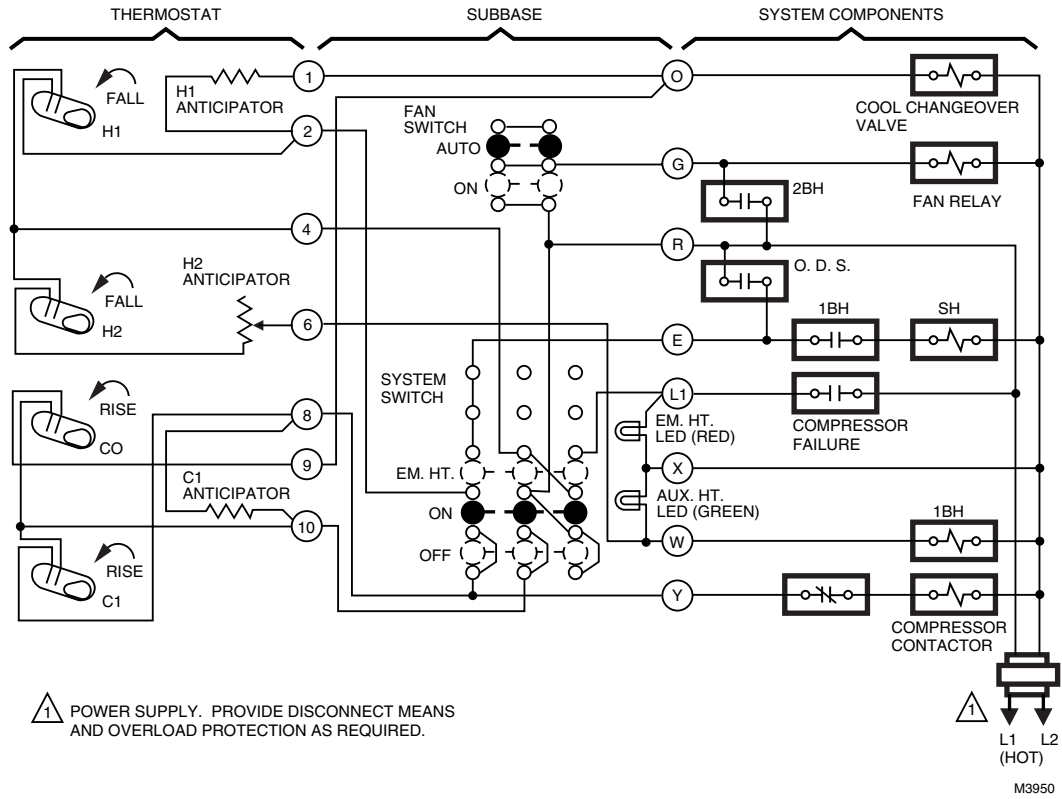 THERMOSTAT
SUBBASE
SYSTEM COMPONENTS
FALL
H1
H1
ANTICIPATOR
1
2
FAN
SWITCH
AUTO
ON
O
COOL CHANGEOVER
VALVE
G
2BH
FAN RELAY
4
R
O. D. S.
H2
ANTICIPATOR
FALL
H2
6
E
1BH
SH
SYSTEM
SWITCH
L1
COMPRESSOR
FAILURE
EM. HT.
LED (RED)
RISE
CO
8
9
EM. HT.
X
C1
ANTICIPATOR
10
ON
AUX. HT.
LED (GREEN)
W
1BH
OFF
RISE
C1
Y
COMPRESSOR
CONTACTOR
1
POWER SUPPLY. PROVIDE DISCONNECT MEANS
AND OVERLOAD PROTECTION AS REQUIRED.
1
L1
(HOT)
L2
M3950